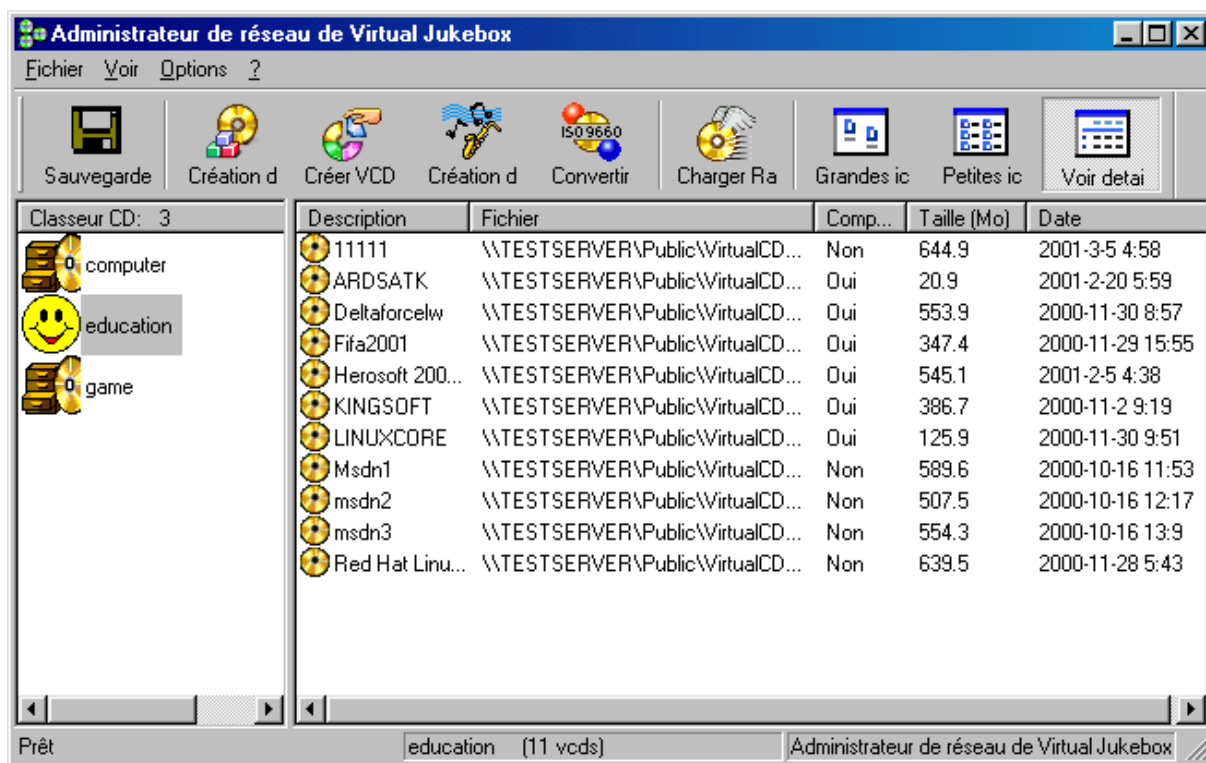 Administrateur de réseau de Virtual Jukebox
Fichier Voir Options ?
ISO 9660
Sauvegarde Création d Créer VCD Création d Convertir Charger Ra Grandes ic Petites ic Voir detai
Classeur CD: 3
computer
education
game
Description Fichier Comp... Taille (Mo) Date
11111 \\TESTSERVER\Public\VirtualCD... Non 644.9 2001-3-5 4:58
ARDSATK \\TESTSERVER\Public\VirtualCD... Oui 20.9 2001-2-20 5:59
Deltaforcelw \\TESTSERVER\Public\VirtualCD... Oui 553.9 2000-11-30 8:57
Fifa2001 \\TESTSERVER\Public\VirtualCD... Oui 347.4 2000-11-29 15:55
Herosoft 200... \\TESTSERVER\Public\VirtualCD... Oui 545.1 2001-2-5 4:38
KINGSOFT \\TESTSERVER\Public\VirtualCD... Oui 386.7 2000-11-2 9:19
LINUXCORE \\TESTSERVER\Public\VirtualCD... Oui 125.9 2000-11-30 9:51
Msdn1 \\TESTSERVER\Public\VirtualCD... Non 589.6 2000-10-16 11:53
msdn2 \\TESTSERVER\Public\VirtualCD... Non 507.5 2000-10-16 12:17
msdn3 \\TESTSERVER\Public\VirtualCD... Non 554.3 2000-10-16 13:9
Red Hat Linu... \\TESTSERVER\Public\VirtualCD... Non 639.5 2000-11-28 5:43
Prêt education (11 vcds) Administrateur de réseau de Virtual Jukebox